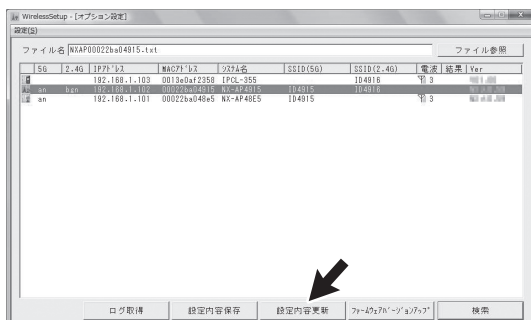 WirelessSetup - [オプション設定]
設定(S)
ファイル名 NXAP00022ba04915.txt ファイル参照
5G 2.4G IPｱﾄﾞﾚｽ MACｱﾄﾞﾚｽ ｼｽﾃﾑ名 SSID(5G) SSID(2.4G) 電波 結果 Ver
192.168.1.103 0013e0af2358 IPCL-355 ID4916 3
an bgn 192.168.1.102 00022ba04915 NX-AP4915 ID4915 ID4916
an 192.168.1.101 00022ba048e5 NX-AP48E5 ID4915 3
ログ取得 設定内容保存 設定内容更新 ﾌｧｰﾑｳｪｱﾊﾞｰｼﾞｮﾝｱｯﾌﾟ 検索